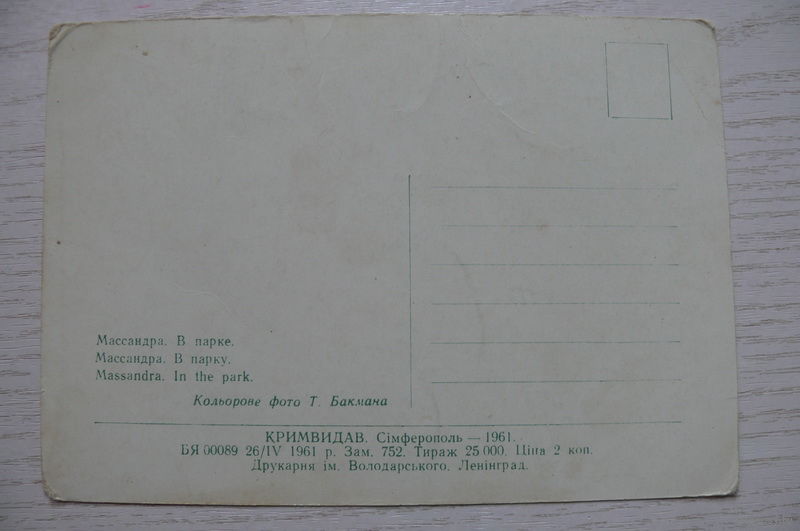 Массандра. В парке.
Массандра. В парку.
Massandra. In the park.
Кольорове фото Т. Бакмана
КРИМВИДАВ. Сімферополь — 1961.
БЯ 00089 26/IV 1961 р. Зам. 752. Тираж 25 000. Ціна 2 коп.
Друкарня ім. Володарського. Ленінград.